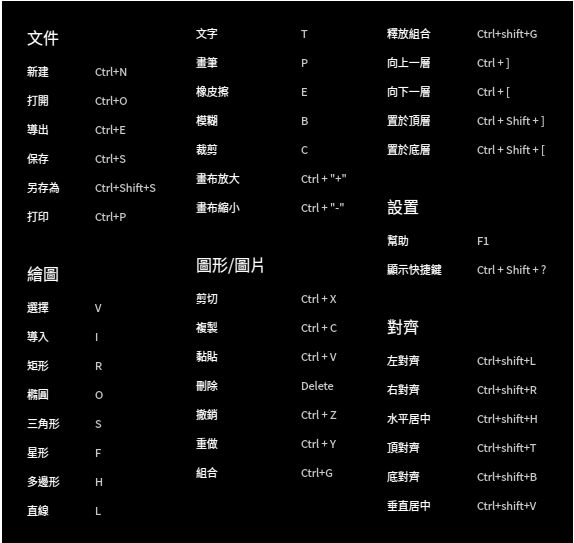 文件
新建 Ctrl+N
打開 Ctrl+O
導出 Ctrl+E
保存 Ctrl+S
另存為 Ctrl+Shift+S
打印 Ctrl+P
繪圖
選擇 V
導入 I
矩形 R
橢圓 O
三角形 S
星形 F
多邊形 H
直線 L
文字 T
畫筆 P
橡皮擦 E
模糊 B
裁剪 C
畫布放大 Ctrl + "+"
畫布縮小 Ctrl + "-"
圖形/圖片
剪切 Ctrl + X
複製 Ctrl + C
黏貼 Ctrl + V
刪除 Delete
撤銷 Ctrl + Z
重做 Ctrl + Y
組合 Ctrl+G
釋放組合 Ctrl+shift+G
向上一層 Ctrl + ]
向下一層 Ctrl + [
置於頂層 Ctrl + Shift + ]
置於底層 Ctrl + Shift + [
設置
幫助 F1
顯示快捷鍵 Ctrl + Shift + ?
對齊
左對齊 Ctrl+shift+L
右對齊 Ctrl+shift+R
水平居中 Ctrl+shift+H
頂對齊 Ctrl+shift+T
底對齊 Ctrl+shift+B
垂直居中 Ctrl+shift+V